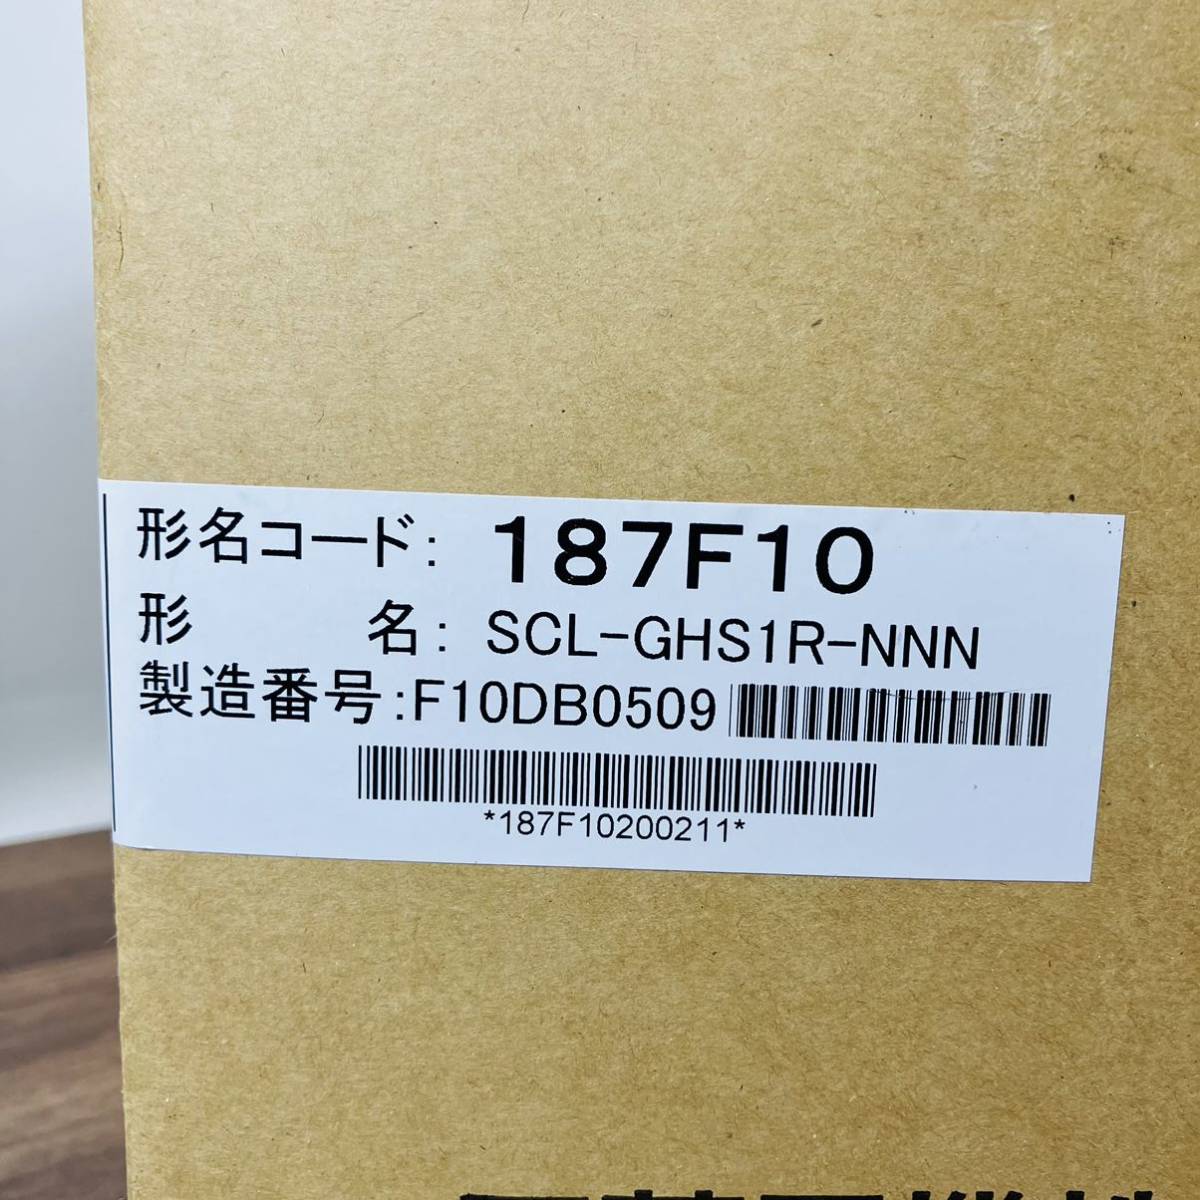 形名コード: 187F10
形　　　名: SCL-GHS1R-NNN
製造番号:F10DB0509
*187F10200211*